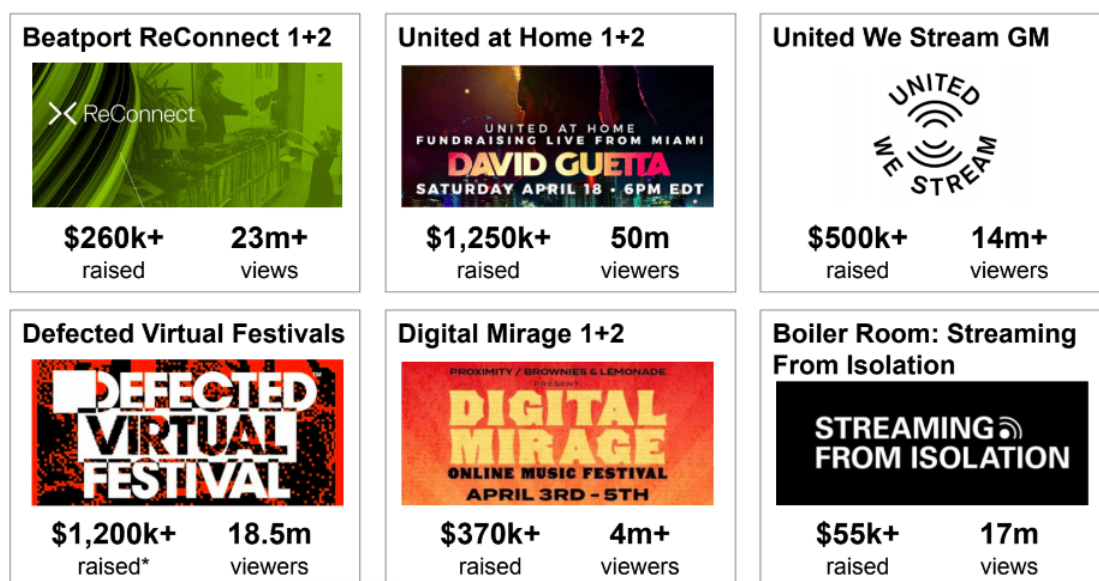 Beatport ReConnect 1+2
ReConnect
$260k+ 23m+
raised views
United at Home 1+2
UNITED AT HOME
FUNDRAISING LIVE FROM MIAMI
DAVID GUETTA
SATURDAY APRIL 18 • 6PM EDT
$1,250k+ 50m
raised viewers
United We Stream GM
UNITED
WE STREAM
$500k+ 14m+
raised viewers
Defected Virtual Festivals
DEFECTED™
VIRTUAL
FESTIVAL
$1,200k+ 18.5m
raised* viewers
Digital Mirage 1+2
PROXIMITY / BROWNIES & LEMONADE
PRESENT:
DIGITAL
MIRAGE
ONLINE MUSIC FESTIVAL
APRIL 3RD - 5TH
$370k+ 4m+
raised viewers
Boiler Room: Streaming
From Isolation
STREAMING
FROM ISOLATION
$55k+ 17m
raised views